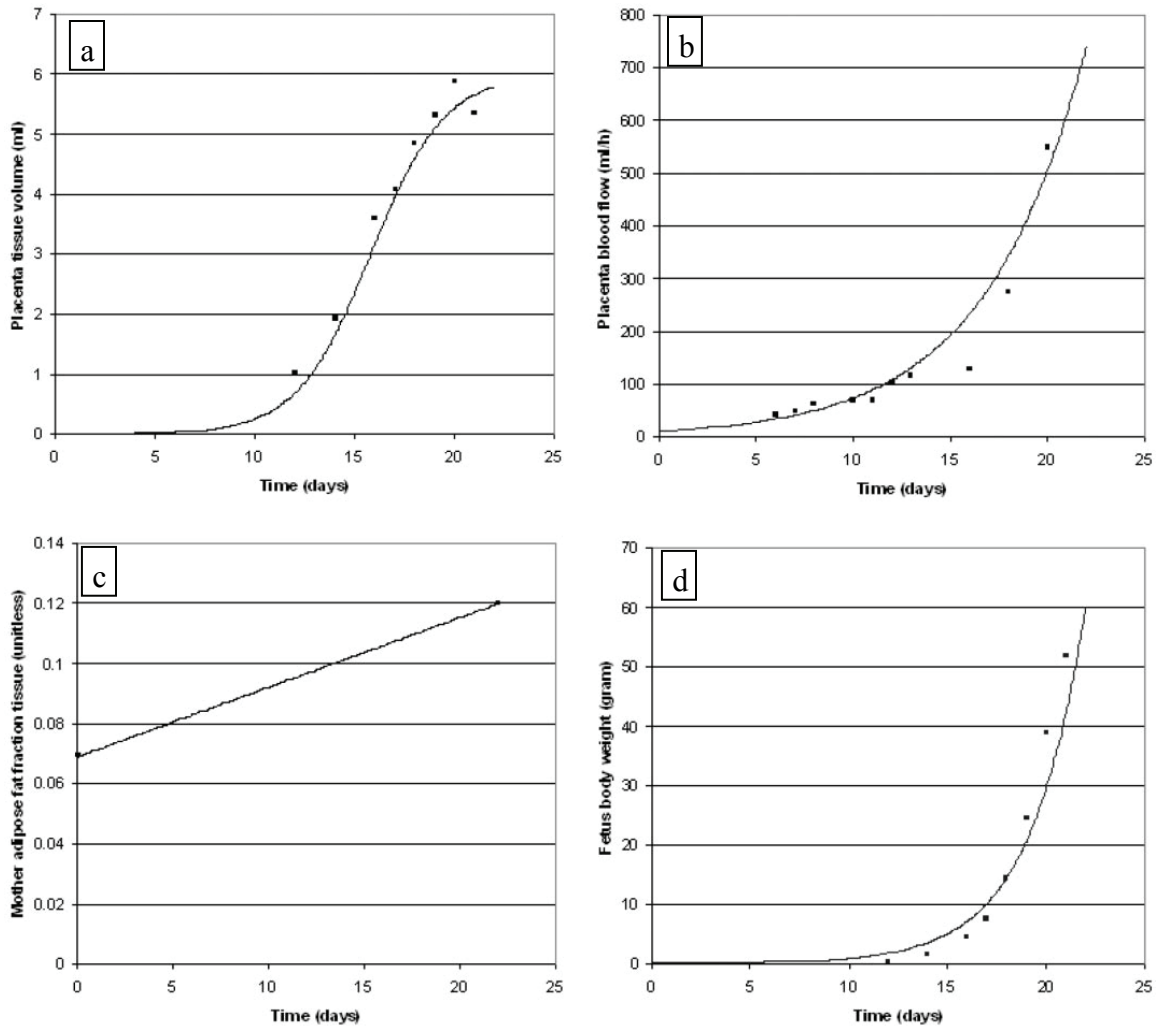 a
Placenta tissue volume (ml)
7
6
5
4
3
2
1
0
0 5 10 15 20 25
Time (days)
b
Placenta blood flow (ml/h)
800
700
600
500
400
300
200
100
0
0 5 10 15 20 25
Time (days)
c
Mother adipose fat fraction tissue (unitless)
0.14
0.12
0.1
0.08
0.06
0.04
0.02
0
0 5 10 15 20 25
Time (days)
d
Fetus body weight (gram)
70
60
50
40
30
20
10
0
0 5 10 15 20 25
Time (days)